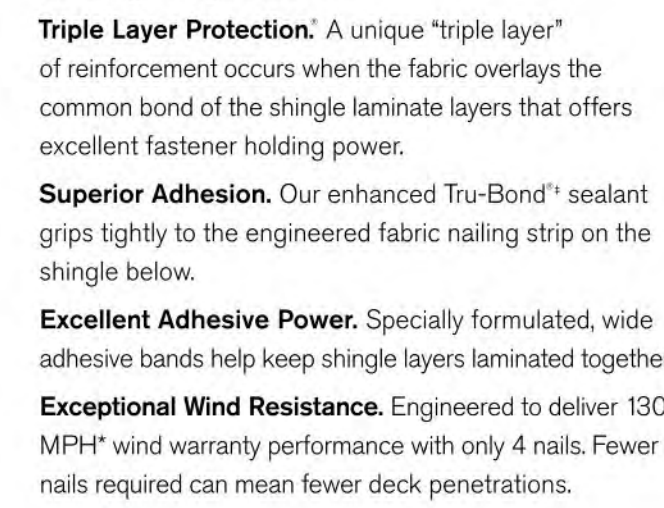 Triple Layer Protection.® A unique “triple layer”
of reinforcement occurs when the fabric overlays the
common bond of the shingle laminate layers that offers
excellent fastener holding power.
Superior Adhesion. Our enhanced Tru-Bond®‡ sealant
grips tightly to the engineered fabric nailing strip on the
shingle below.
Excellent Adhesive Power. Specially formulated, wide
adhesive bands help keep shingle layers laminated togethe
Exceptional Wind Resistance. Engineered to deliver 130
MPH* wind warranty performance with only 4 nails. Fewer
nails required can mean fewer deck penetrations.